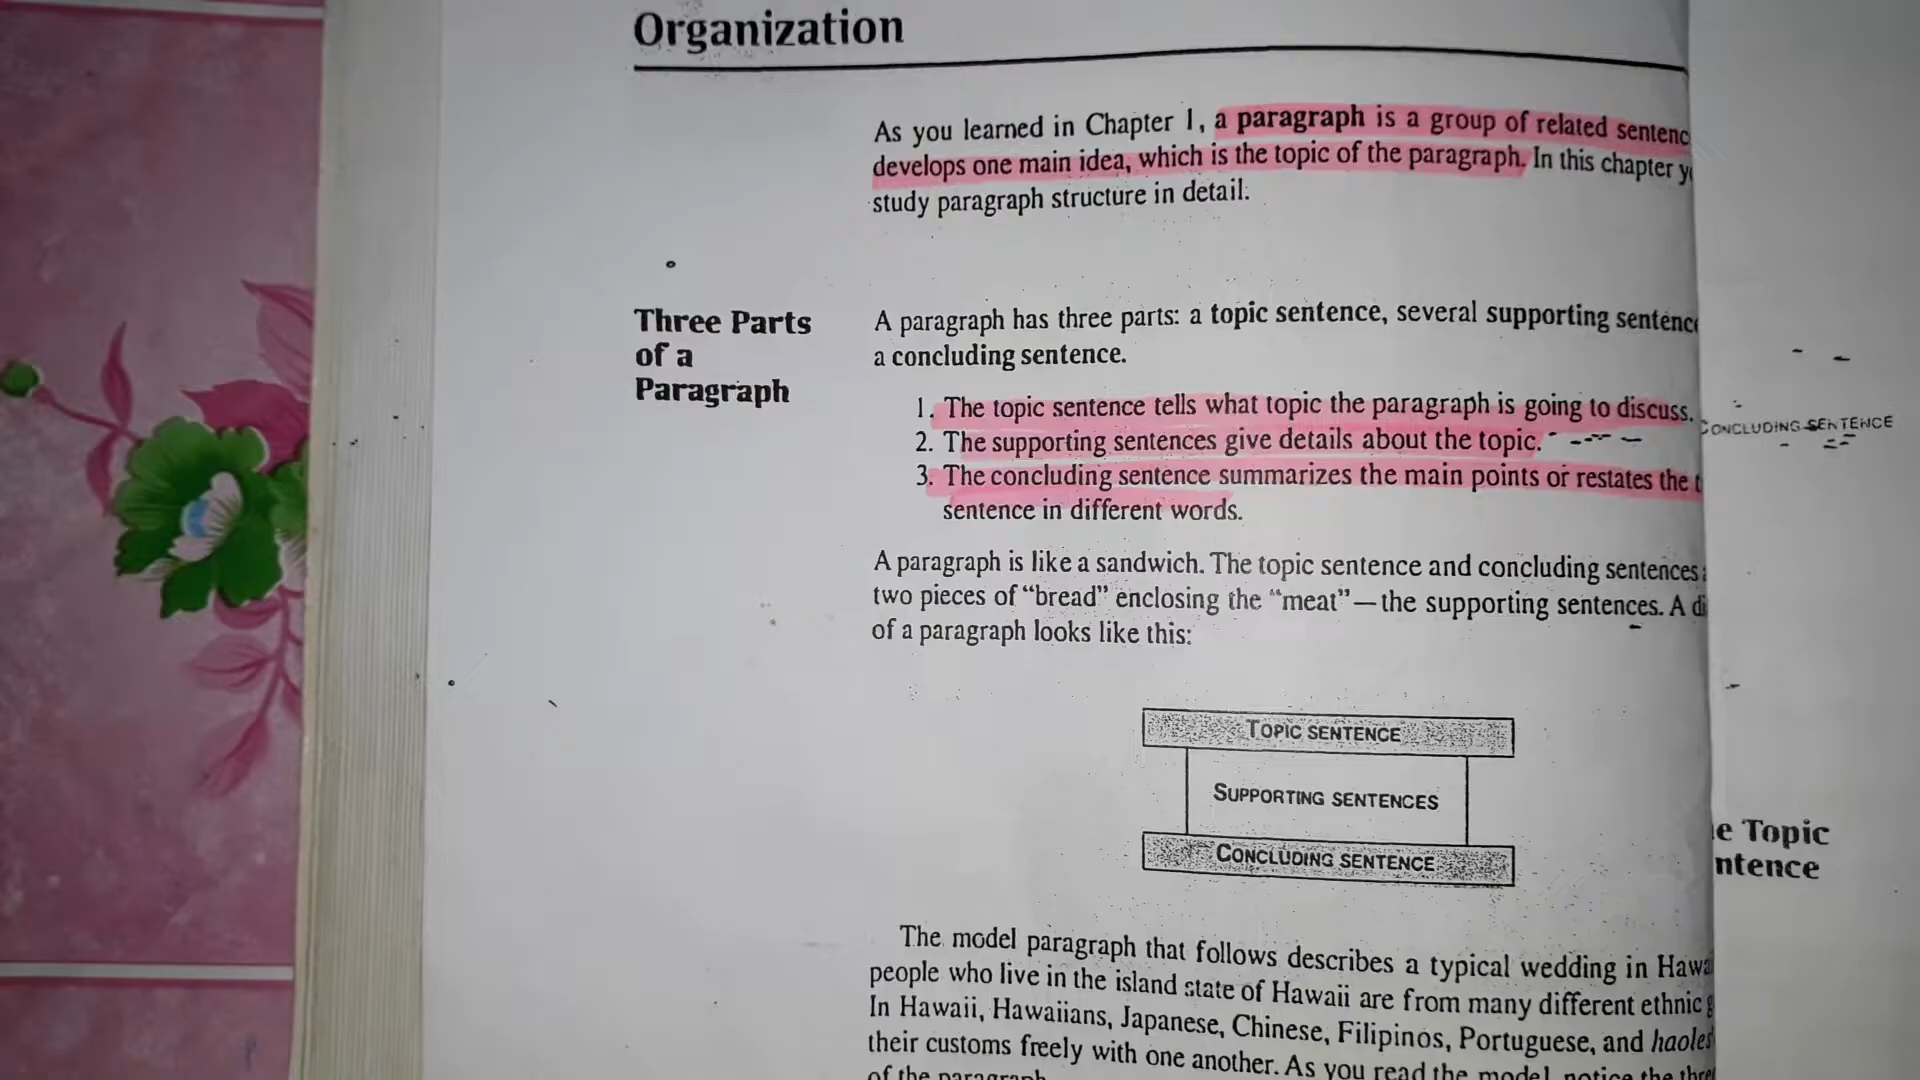 Organization
As you learned in Chapter 1, a paragraph is a group of related
develops one main idea, which is the topic of the paragraph. In this chapter
study paragraph structure in detail.
Three Parts
of a
Paragraph
A paragraph has three parts: a topic sentence, several supporting
a concluding sentence.
1. The topic sentence tells what topic the paragraph is going to discuss.
2. The supporting sentences give details about the topic.
3. The concluding sentence summarizes the main points or restates the
sentence in different words.
A paragraph is like a sandwich. The topic sentence and concluding sentences
two pieces of “bread” enclosing the “meat”—the supporting sentences. A
of a paragraph looks like this:
TOPIC SENTENCE
SUPPORTING SENTENCES
CONCLUDING SENTENCE
The model paragraph that follows describes a typical wedding in
people who live in the island state of Hawaii are from many different ethnic
In Hawaii, Hawaiians, Japanese, Chinese, Filipinos, Portuguese, and haoles
their customs freely with one another. As you read the model, notice the
of the paragraph
CONCLUDING SENTENCE
Topic